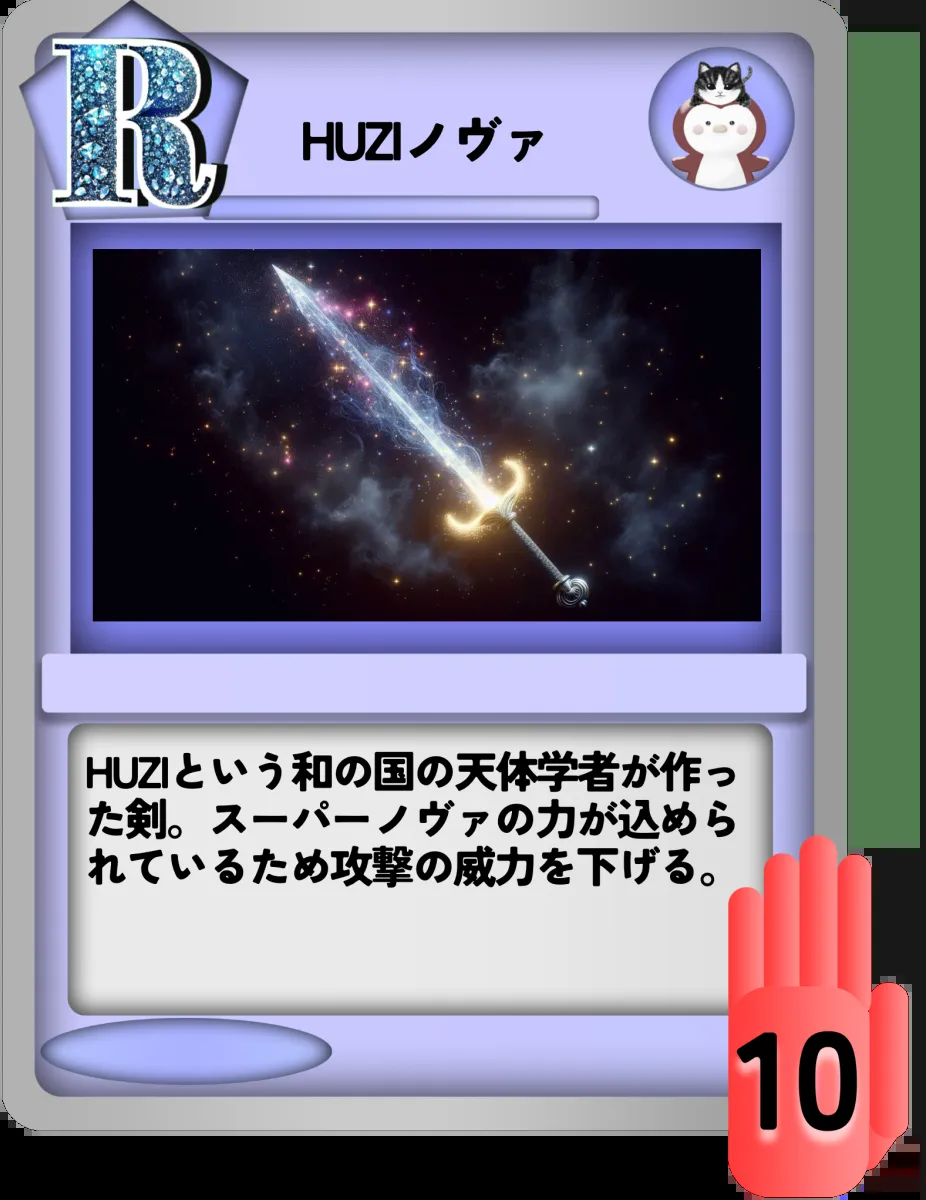 R
HUZIノヴァ
HUZIという和の国の天体学者が作っ
た剣。スーパーノヴァの力が込めら
れているため攻撃の威力を下げる。
10